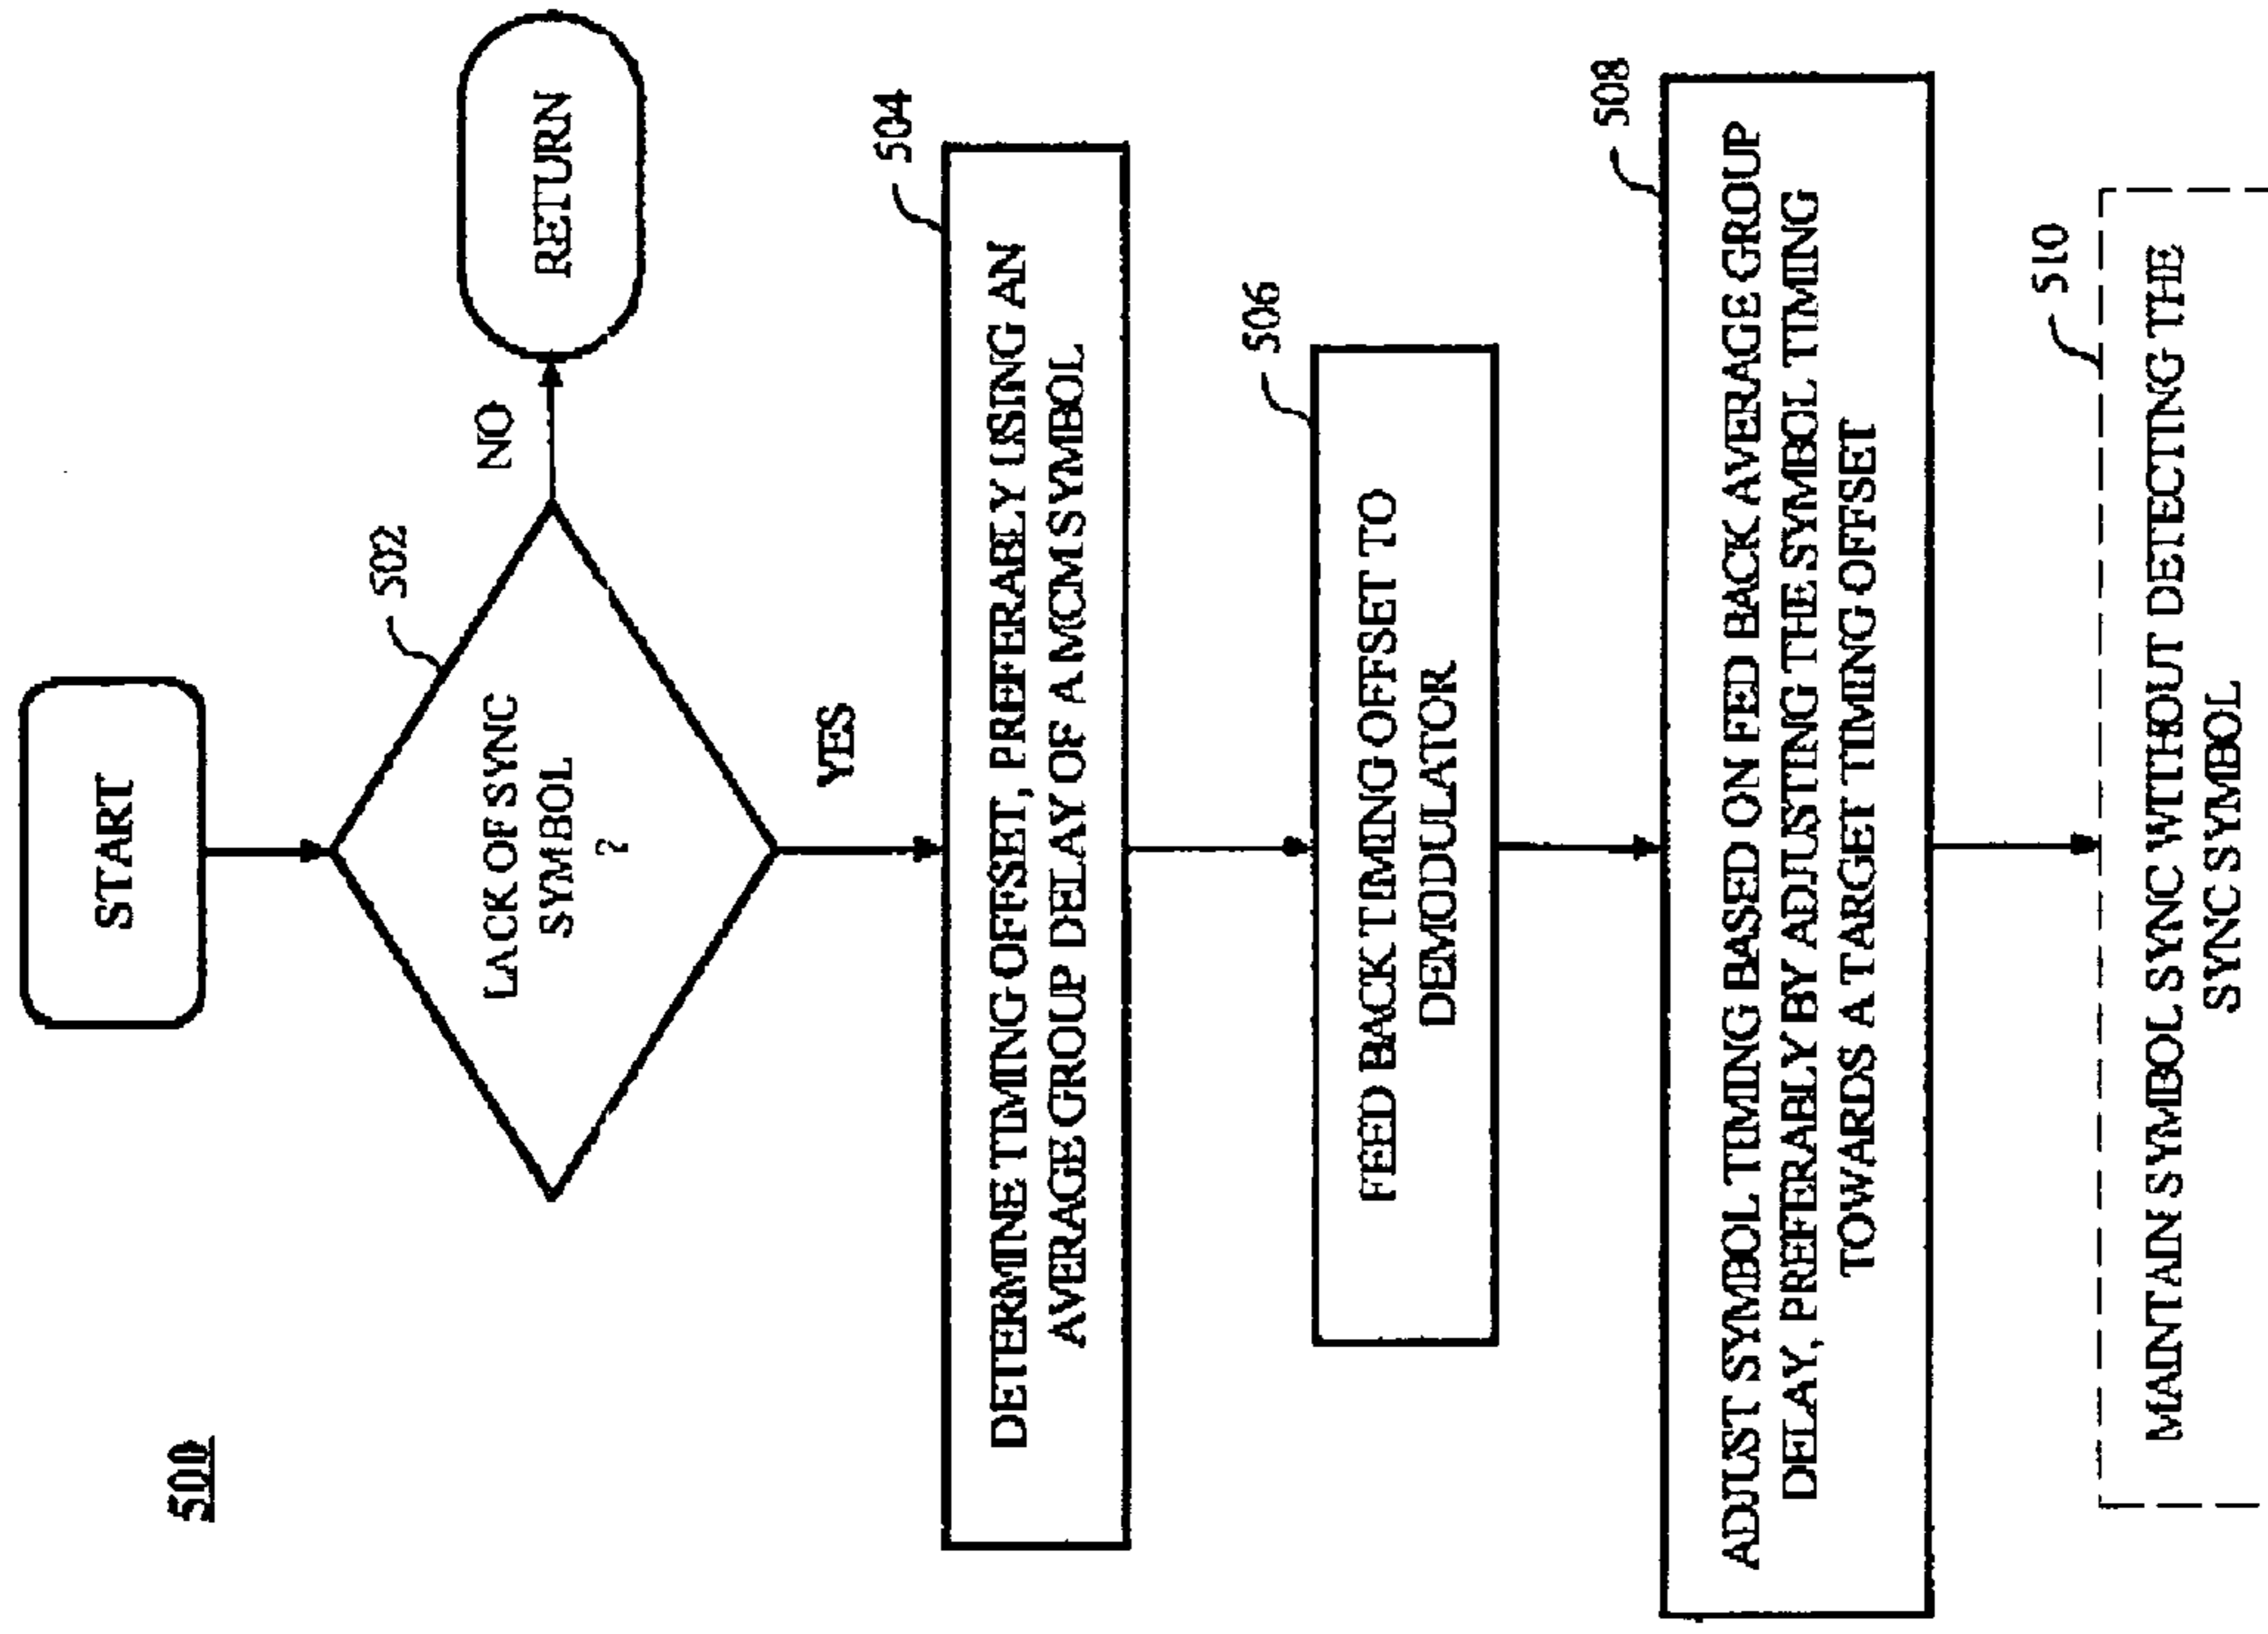 500
START
502
LACK OF SYNC
SYMBOL
?
NO
RETURN
YES
504
DETERMINE TIMING OFFSET, PREFERABLY USING AN
AVERAGE GROUP DELAY OF A MCM SYMBOL
506
FEED BACK TIMING OFFSET TO
DEMODULATOR
508
ADJUST SYMBOL TIMING BASED ON FED BACK AVERAGE GROUP
DELAY, PREFERABLY BY ADJUSTING THE SYMBOL TIMING
TOWARDS A TARGET TIMING OFFSET
510
MAINTAIN SYMBOL SYNC WITHOUT DETECTING THE
SYNC SYMBOL